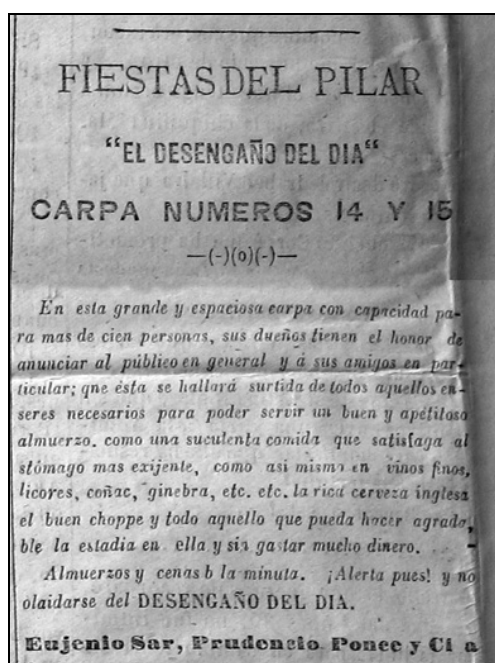 FIESTAS DEL PILAR
"EL DESENGAÑO DEL DIA"
CARPA NUMEROS 14 Y 15
—(-)(o)(-)—
En esta grande y espaciosa carpa con capacidad pa-
ra mas de cien personas, sus dueños tienen el honor de
anunciar al público en general y á sus amigos en par-
ticular; qne ésta se hallará surtida de todos aquellos en-
seres necesarios para poder servir un buen y apétitoso
almuerzo. como una suculenta comida que satisfaga al
stómago mas exijente, como asi mismo en vinos finos,
licores, coñac, ginebra, etc. etc. la rica cerveza inglesa
el buen choppe y todo aquello que pueda hacer agrada,
ble la estadia en ella y sin gastar mucho dinero.
Almuerzos y cenas b la minuta. ¡Alerta pues! y no
olaidarse del DESENGAÑO DEL DIA.
Eujenio Sar, Prudencio Ponce y Ci a